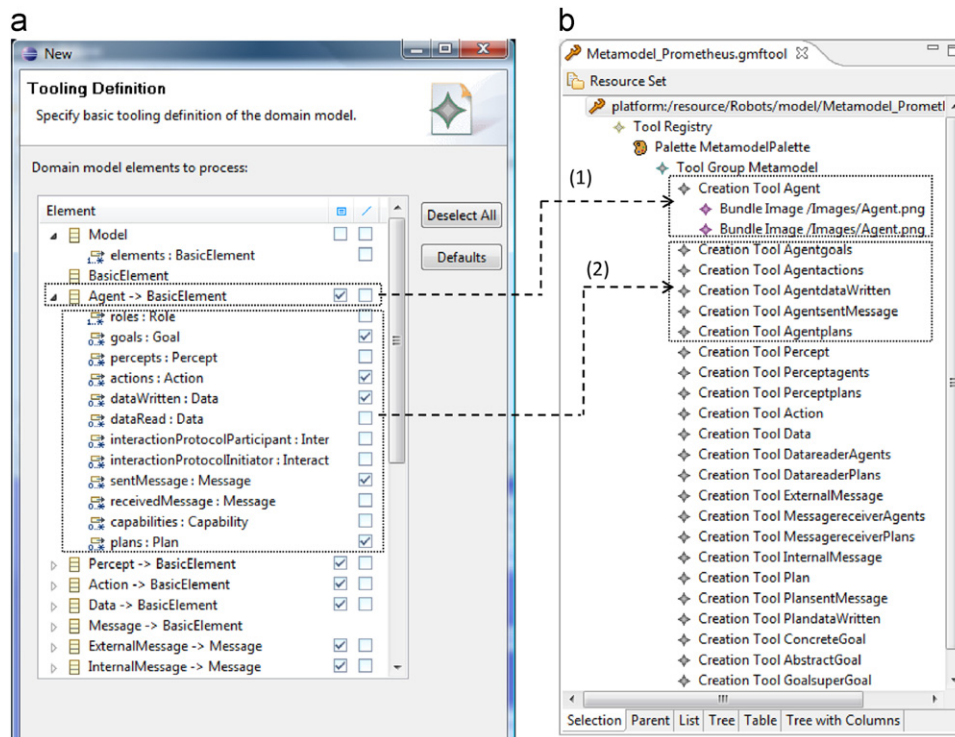 a
New
Tooling Definition
Specify basic tooling definition of the domain model.
Domain model elements to process:
Element
Model
elements : BasicElement
BasicElement
Agent -> BasicElement
roles : Role
goals : Goal
percepts : Percept
actions : Action
dataWritten : Data
dataRead : Data
interactionProtocolParticipant : Inter
interactionProtocolInitiator : Interact
sentMessage : Message
receivedMessage : Message
capabilities : Capability
plans : Plan
Percept -> BasicElement
Action -> BasicElement
Data -> BasicElement
Message -> BasicElement
ExternalMessage -> Message
InternalMessage -> Message
Deselect All
Defaults
(1)
(2)
b
Metamodel_Prometheus.gmftool
Resource Set
platform:/resource/Robots/model/Metamodel_Promet
Tool Registry
Palette MetamodelPalette
Tool Group Metamodel
Creation Tool Agent
Bundle Image /Images/Agent.png
Bundle Image /Images/Agent.png
Creation Tool Agentgoals
Creation Tool Agentactions
Creation Tool AgentdataWritten
Creation Tool AgentsentMessage
Creation Tool Agentplans
Creation Tool Percept
Creation Tool Perceptagents
Creation Tool Perceptplans
Creation Tool Action
Creation Tool Data
Creation Tool DatareaderAgents
Creation Tool DatareaderPlans
Creation Tool ExternalMessage
Creation Tool MessagereceiverAgents
Creation Tool MessagereceiverPlans
Creation Tool InternalMessage
Creation Tool Plan
Creation Tool PlansentMessage
Creation Tool PlandataWritten
Creation Tool ConcreteGoal
Creation Tool AbstractGoal
Creation Tool GoalsuperGoal
Selection Parent List Tree Table Tree with Columns